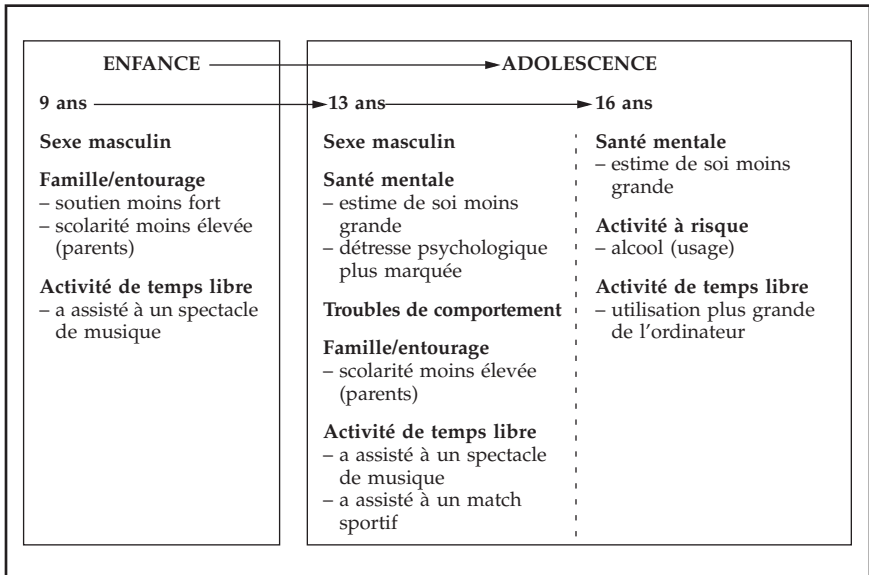 ENFANCE
ADOLESCENCE
9 ans
Sexe masculin
Famille/entourage
– soutien moins fort
– scolarité moins élevée
(parents)
Activité de temps libre
– a assisté à un spectacle
de musique
13 ans
Sexe masculin
Santé mentale
– estime de soi moins
grande
– détresse psychologique
plus marquée
Troubles de comportement
Famille/entourage
– scolarité moins élevée
(parents)
Activité de temps libre
– a assisté à un spectacle
de musique
– a assisté à un match
sportif
16 ans
Santé mentale
– estime de soi moins
grande
Activité à risque
– alcool (usage)
Activité de temps libre
– utilisation plus grande
de l’ordinateur